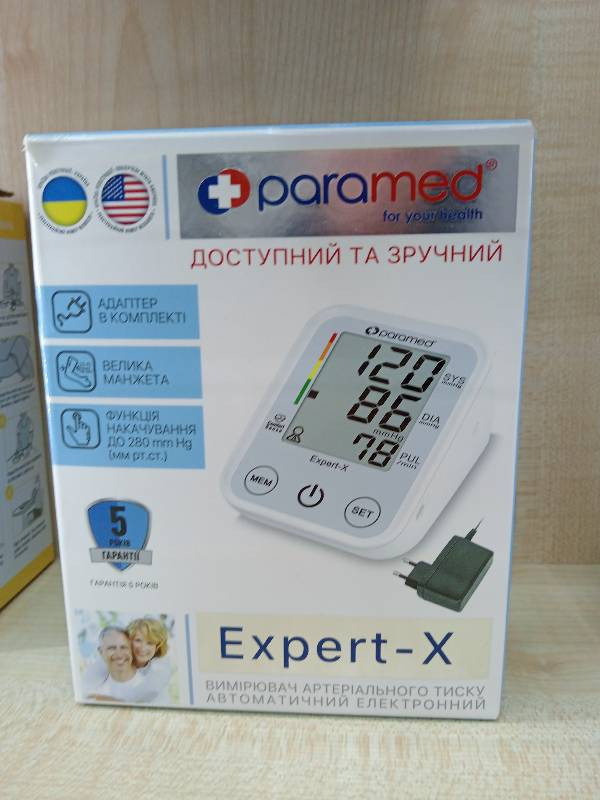 paramed®
for your health
ДОСТУПНИЙ ТА ЗРУЧНИЙ
АДАПТЕР
В КОМПЛЕКТІ
ВЕЛИКА
МАНЖЕТА
ФУНКЦІЯ
НАКАЧУВАННЯ
ДО 280 mm Hg
(мм рт.ст.)
paramed
120
SYS
mmHg
86
DIA
mmHg
mmHg
78
PUL
/min
Expert-X
MEM
SET
5
РОКІВ
ГАРАНТІЇ
ГАРАНТІЯ 5 РОКІВ
Expert-X
ВИМІРЮВАЧ АРТЕРІАЛЬНОГО ТИСКУ
АВТОМАТИЧНИЙ ЕЛЕКТРОННИЙ